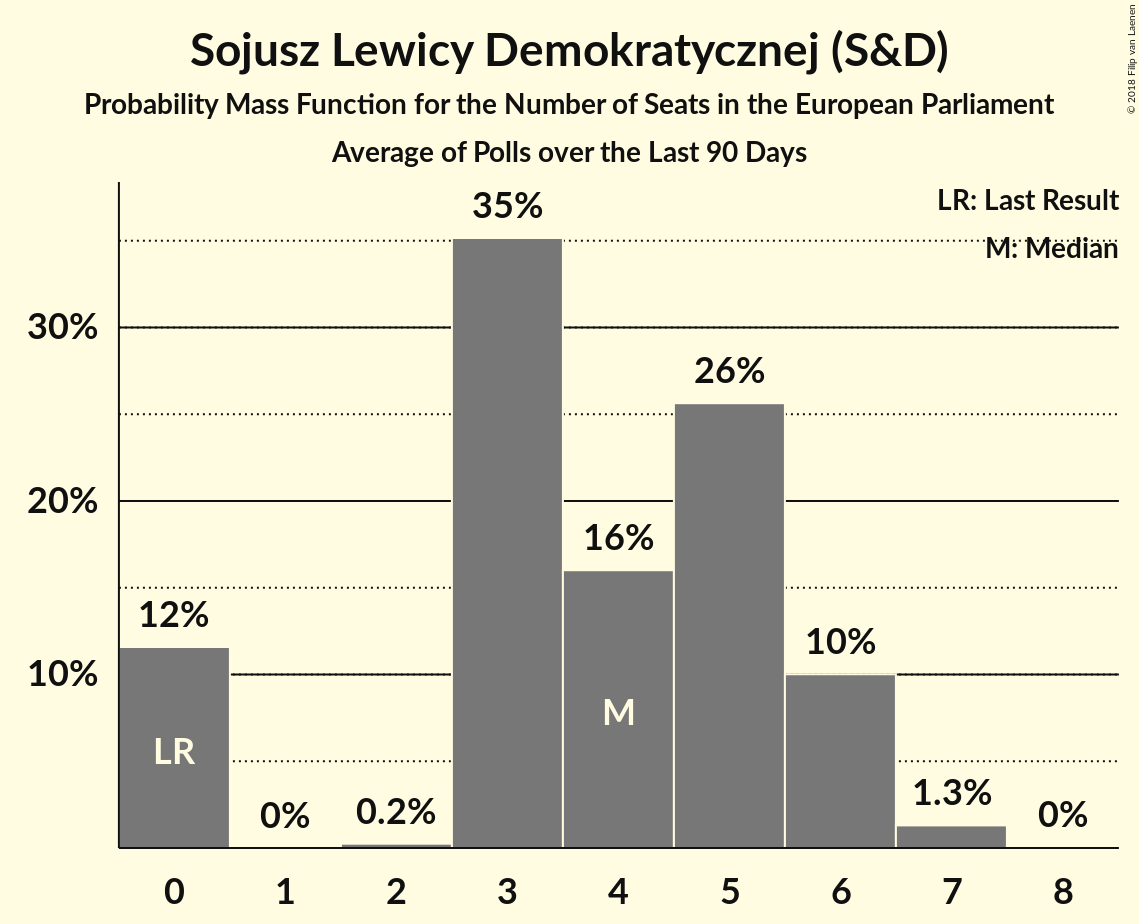 Sojusz Lewicy Demokratycznej (S&D)
Probability Mass Function for the Number of Seats in the European Parliament
Average of Polls over the Last 90 Days
© 2018 Filip van Laenen
LR: Last Result
M: Median
35%
30%
26%
20%
16%
12%
10%
10%
M
LR
1.3%
0.2%
0%
0%
0 1 2 3 4 5 6 7 8